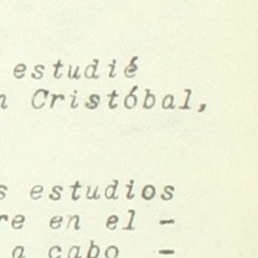 estudié
n Cristóbal,
s estudios
re en el -
a cabo -